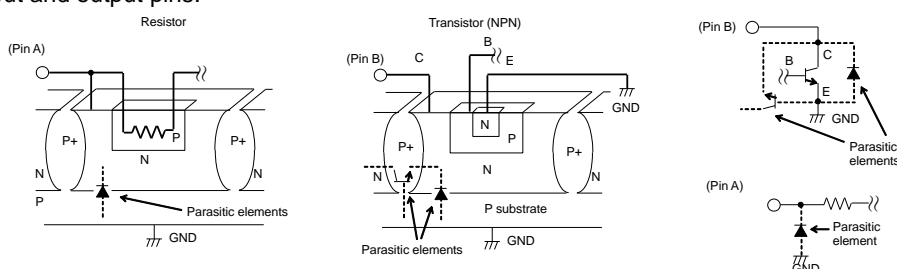 out and output pins.
Resistor
(Pin A)
P+
N
P
P+
N
N
P
N
Parasitic elements
GND
Transistor (NPN)
(Pin B)
C
B
E
GND
P+
N
P
P+
N
N
N
P substrate
Parasitic elements
GND
(Pin B)
C
B
E
GND
Parasitic
elements
(Pin A)
Parasitic
element
GND